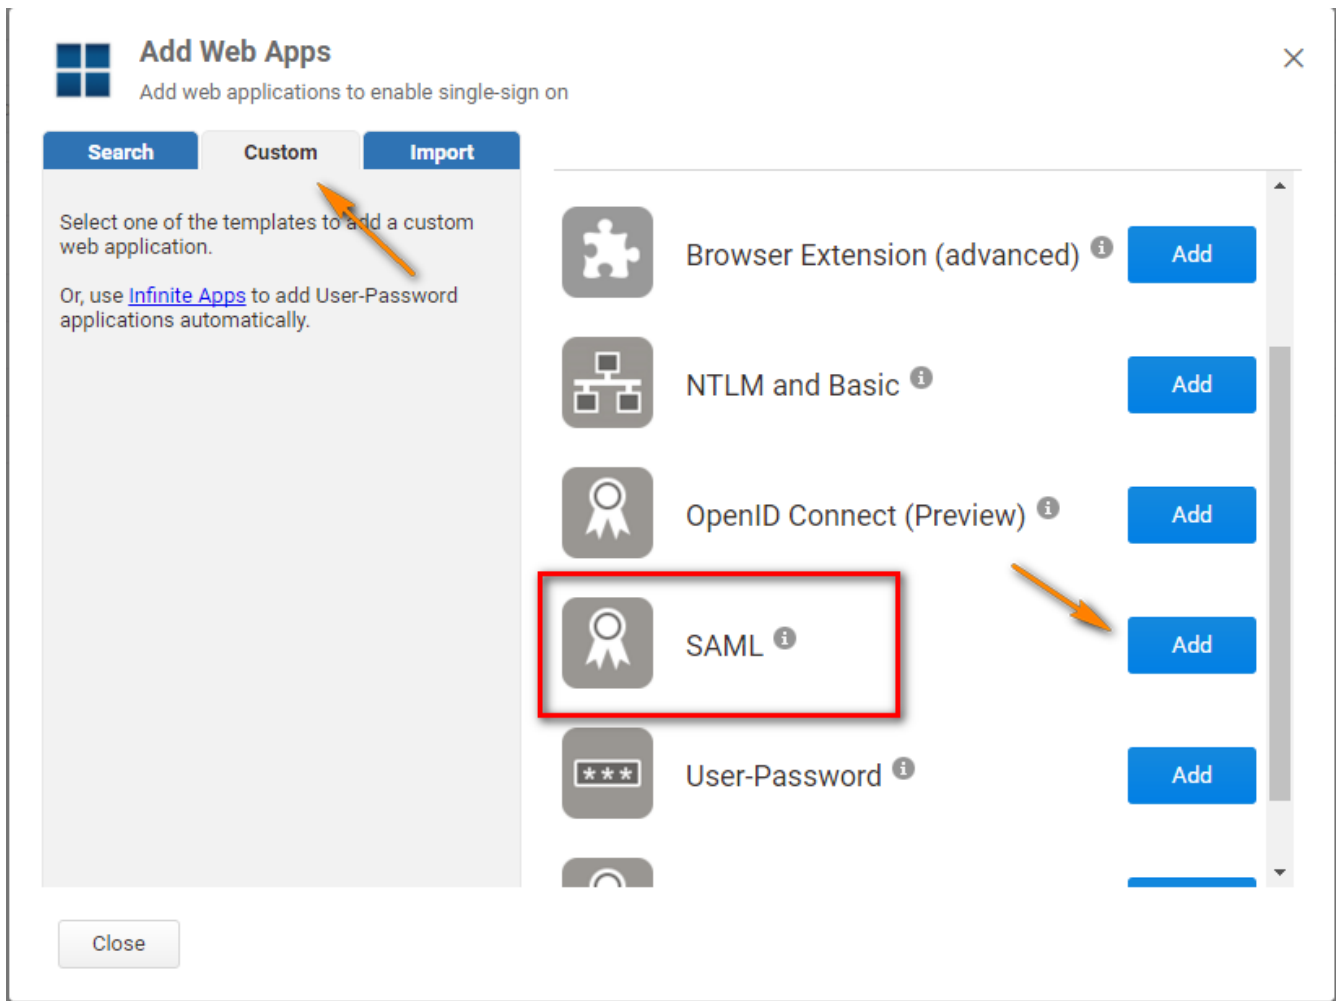 Add Web Apps
Add web applications to enable single-sign on
Search
Custom
Import
Select one of the templates to add a custom
web application.
Or, use Infinite Apps to add User-Password
applications automatically.
Browser Extension (advanced)
Add
NTLM and Basic
Add
OpenID Connect (Preview)
Add
SAML
Add
User-Password
Add
Close